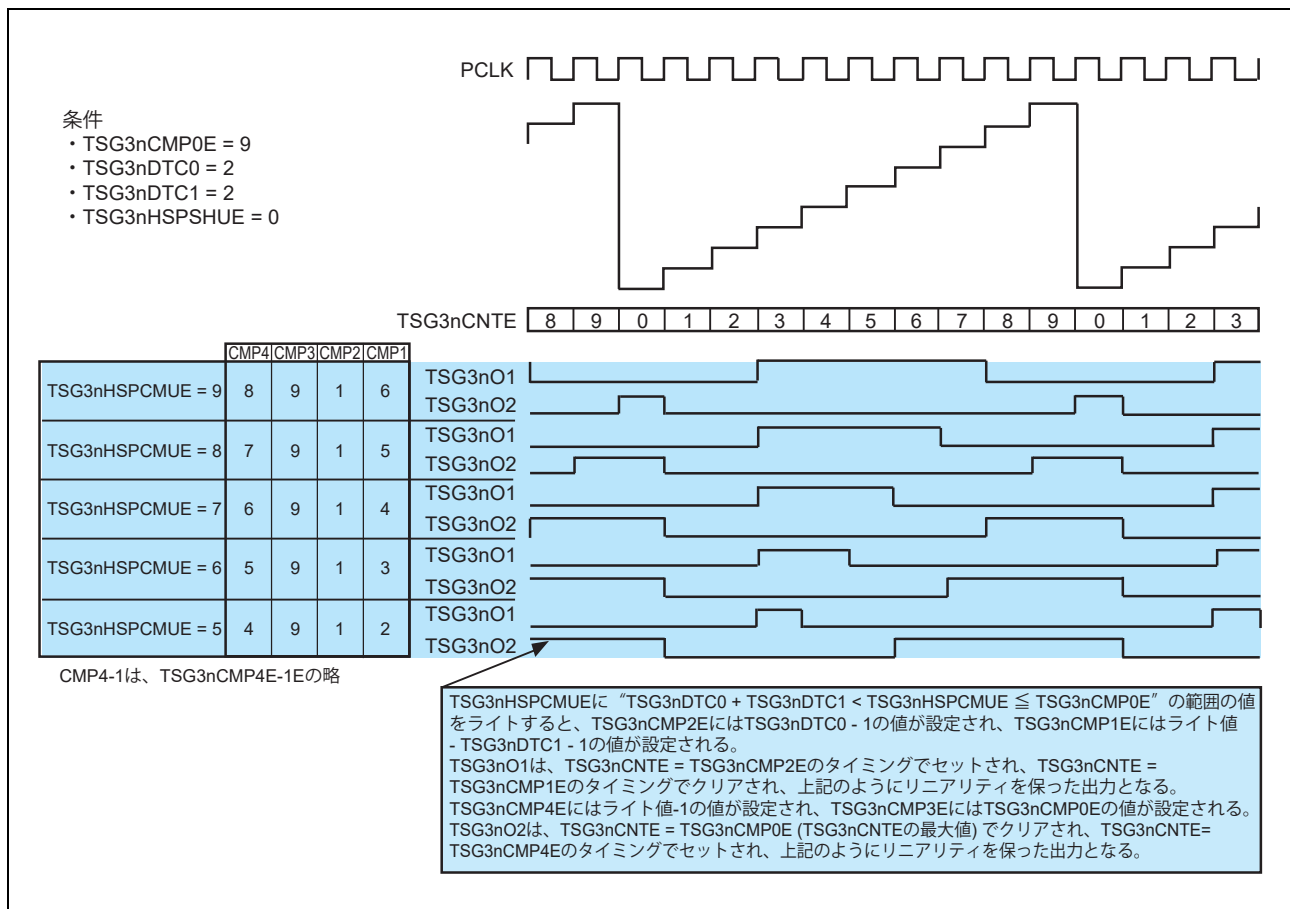 PCLK
条件
・TSG3nCMP0E = 9
・TSG3nDTC0 = 2
・TSG3nDTC1 = 2
・TSG3nHSPSHUE = 0
TSG3nCNTE 8 9 0 1 2 3 4 5 6 7 8 9 0 1 2 3
CMP4 CMP3 CMP2 CMP1
TSG3nHSPCMUE = 9 8 9 1 6
TSG3nO1
TSG3nO2
TSG3nHSPCMUE = 8 7 9 1 5
TSG3nO1
TSG3nO2
TSG3nHSPCMUE = 7 6 9 1 4
TSG3nO1
TSG3nO2
TSG3nHSPCMUE = 6 5 9 1 3
TSG3nO1
TSG3nO2
TSG3nHSPCMUE = 5 4 9 1 2
TSG3nO1
TSG3nO2
CMP4-1は、TSG3nCMP4E-1Eの略
TSG3nHSPCMUEに“TSG3nDTC0 + TSG3nDTC1 < TSG3nHSPCMUE ≦ TSG3nCMP0E”の範囲の値
をライトすると、TSG3nCMP2EにはTSG3nDTC0 - 1の値が設定され、TSG3nCMP1Eにはライト値
- TSG3nDTC1 - 1の値が設定される。
TSG3nO1は、TSG3nCNTE = TSG3nCMP2Eのタイミングでセットされ、TSG3nCNTE =
TSG3nCMP1Eのタイミングでクリアされ、上記のようにリニアリティを保った出力となる。
TSG3nCMP4Eにはライト値-1の値が設定され、TSG3nCMP3EにはTSG3nCMP0Eの値が設定される。
TSG3nO2は、TSG3nCNTE = TSG3nCMP0E (TSG3nCNTEの最大値) でクリアされ、TSG3nCNTE=
TSG3nCMP4Eのタイミングでセットされ、上記のようにリニアリティを保った出力となる。